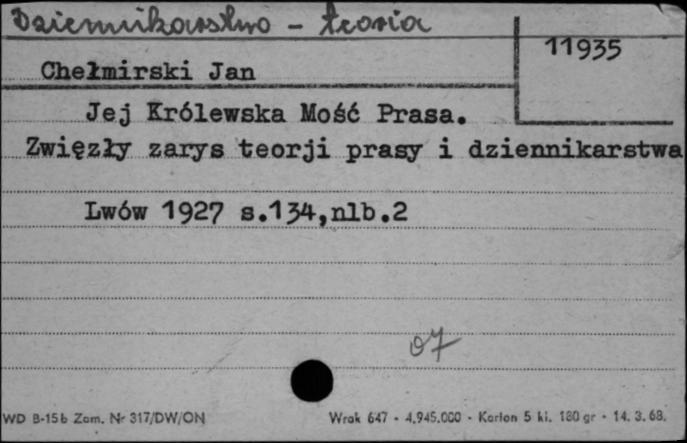 Dziennikarstwo - teoria
11935
Chełmirski Jan
Jej Królewska Mość Prasa.
Zwięzły zarys teorji prasy i dziennikarstwa
Lwów 1927 s.134,nlb.2
07
WD B-15b Zam. Nr 317/DW/ON Wrak 647 - 4.945.000 - Karton 5 kl. 180 gr - 14. 3. 68.